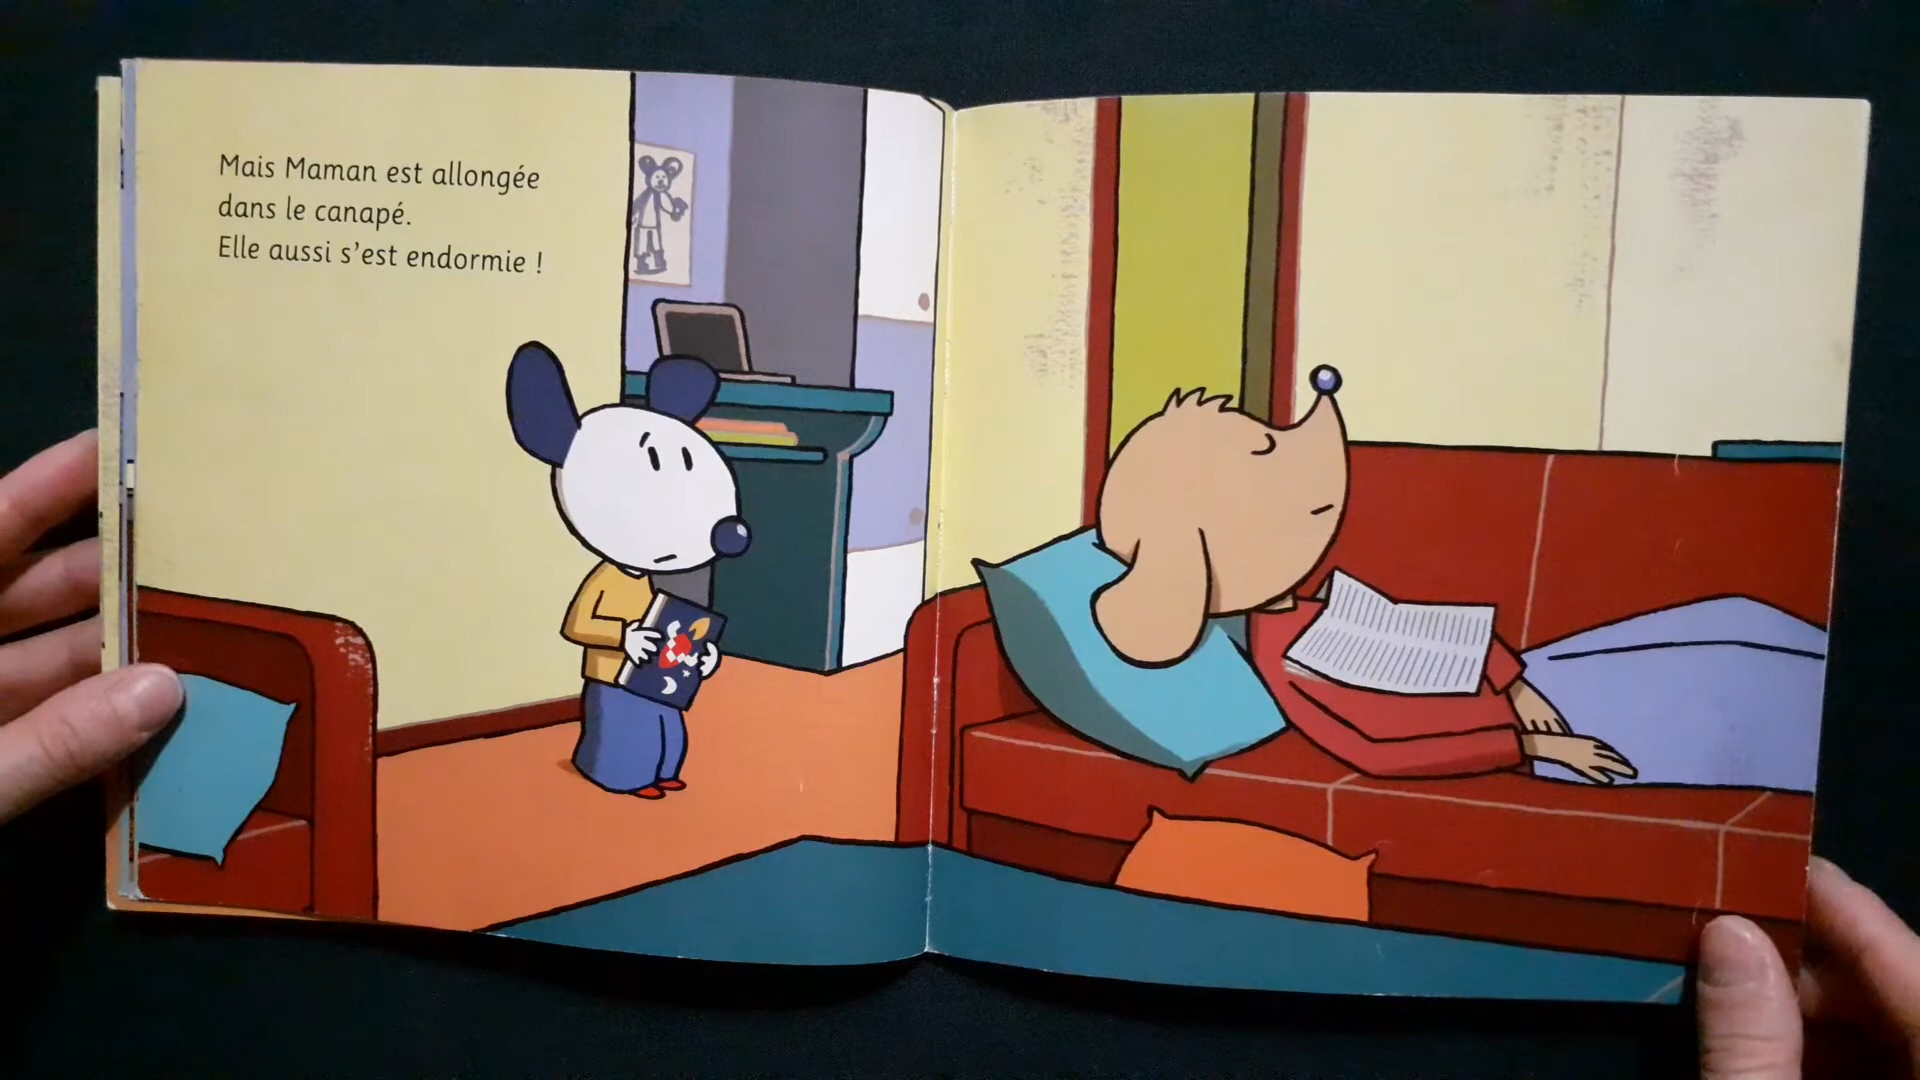 Mais Maman est allongée
dans le canapé.
Elle aussi s’est endormie !